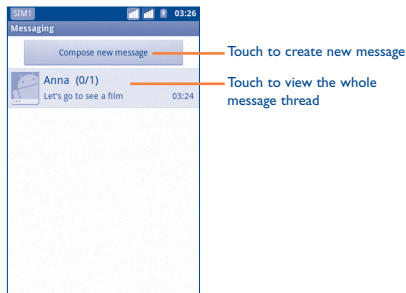 SIM1 03:26
Messaging
Compose new message
Touch to create new message
Anna (0/1)
Let's go to see a film 03:24
Touch to view the whole
message thread